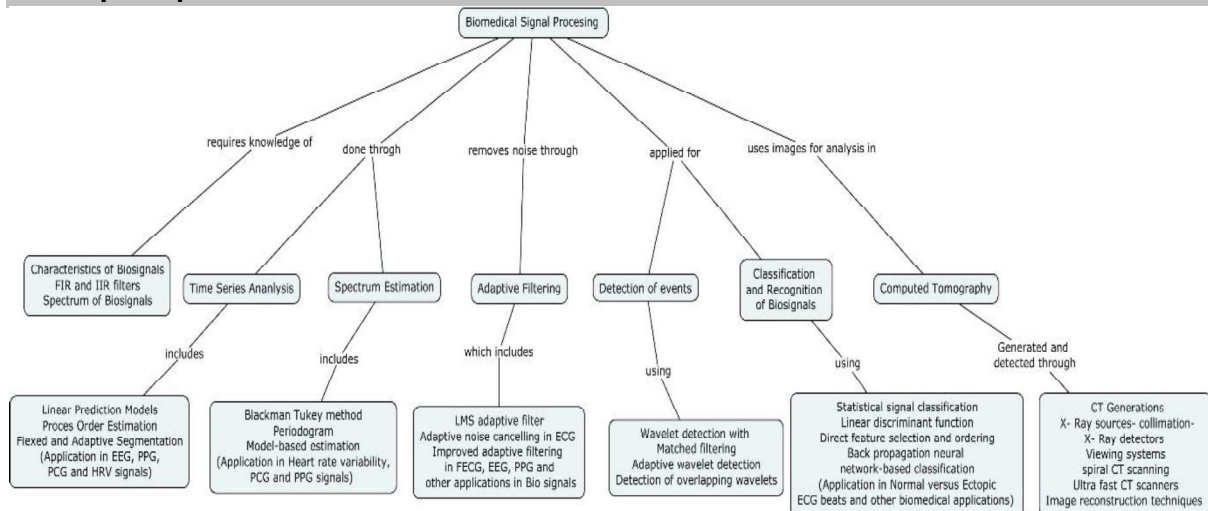 Biomedical Signal Procesing
requires knowledge of
done throgh
removes noise through
applied for
uses images for analysis in
Characteristics of Biosignals
FIR and IIR filters
Spectrum of Biosignals
Time Series Ananlysis
Spectrum Estimation
Adaptive Filtering
Detection of events
Classification
and Recognition
of Biosignals
Computed Tomography
includes
includes
which includes
using
using
Generated and
detected through
Linear Prediction Models
Proces Order Estimation
Flexed and Adaptive Segmentation
(Application in EEG, PPG,
PCG and HRV signals)
Blackman Tukey method
Periodogram
Model-based estimation
(Application in Heart rate variability,
PCG and PPG signals)
LMS adaptive filter
Adaptive noise cancelling in ECG
Improved adaptive filtering
in FECG, EEG, PPG and
other applications in Bio signals
Wavelet detection with
Matched filtering
Adaptive wavelet detection
Detection of overlapping wavelets
Statistical signal classification
Linear discriminant function
Direct feature selection and ordering
Back propagation neural
network-based classification
(Application in Normal versus Ectopic
ECG beats and other biomedical applications)
CT Generations
X- Ray sources- collimation-
X- Ray detectors
Viewing systems
spiral CT scanning
Ultra fast CT scanners
Image reconstruction techniques